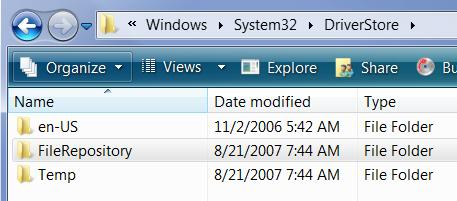 « Windows ▸ System32 ▸ DriverStore ▸
Organize Views Explore Share Bu
Name Date modified Type
en-US 11/2/2006 5:42 AM File Folder
FileRepository 8/21/2007 7:44 AM File Folder
Temp 8/21/2007 7:44 AM File Folder